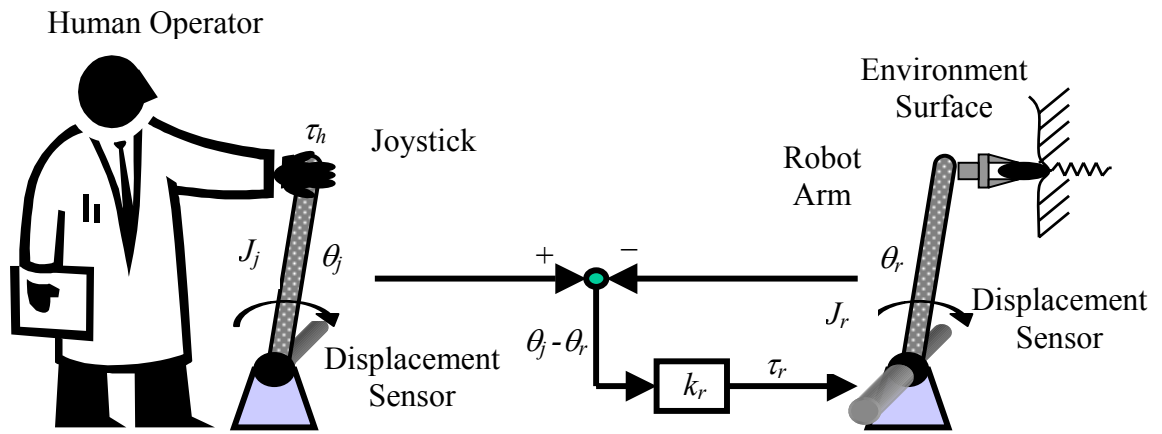 Human Operator
τh
Joystick
Environment
Surface
Robot
Arm
Jj
θj
+
−
θr
Jr
Displacement
Sensor
θj - θr
kr
τr
Displacement
Sensor